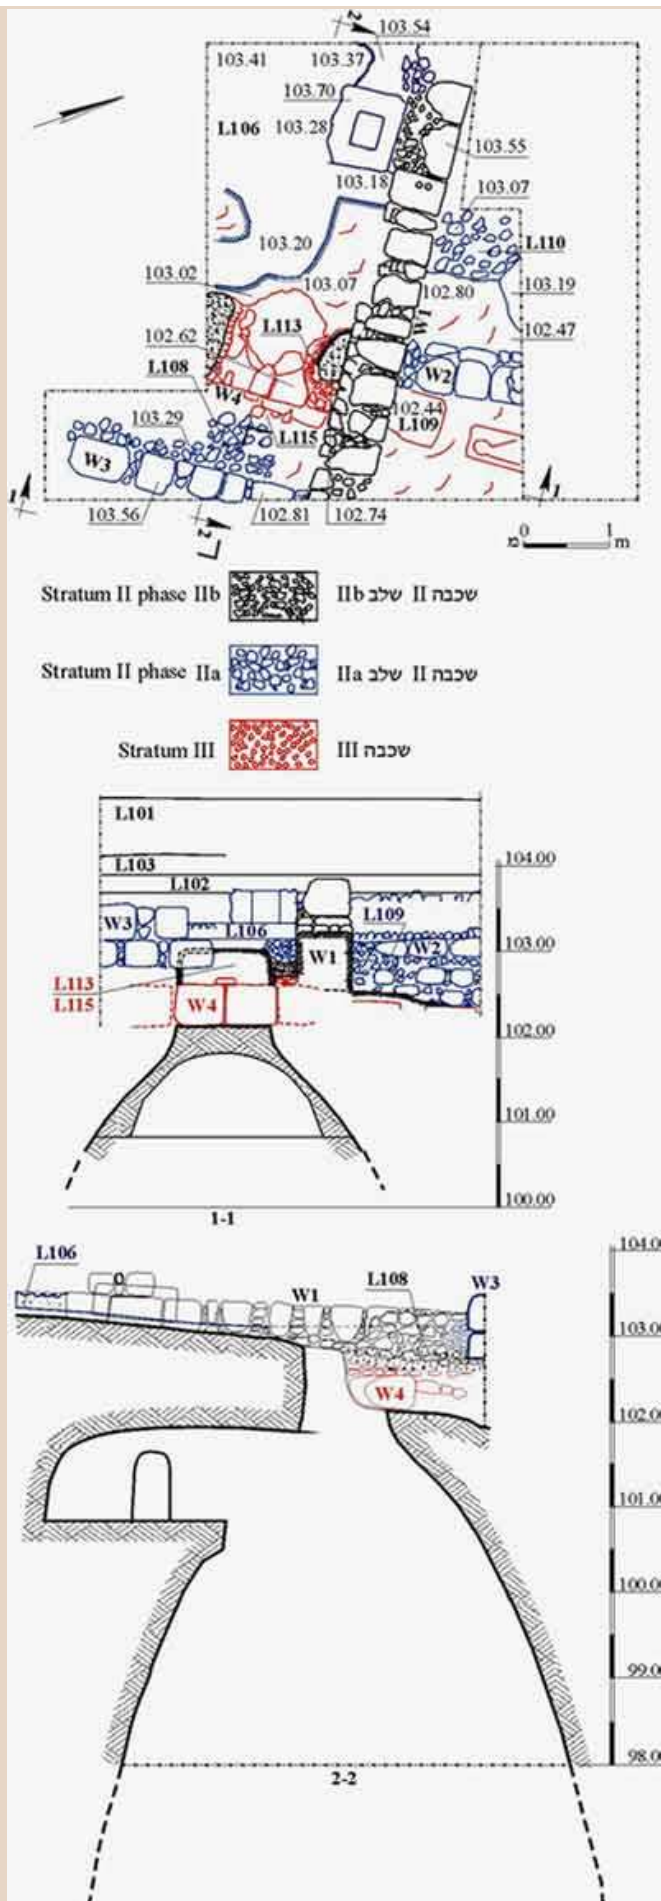 2
103.54
103.41
103.37
103.70
L106
103.28
103.55
103.18
103.07
L110
103.20
103.02
103.07
103.19
102.80
L113
W1
102.47
102.62
L108
W4
W2
102.44
L109
103.29
L115
W3
1
1
103.56
102.81
102.74
2
0 1
מ m
Stratum II phase IIb שכבה II שלב IIb
Stratum II phase IIa שכבה II שלב IIa
Stratum III שכבה III
L101
104.00
L103
L102
W3
L109
L106
W2
103.00
W1
L113
L115
W4
102.00
101.00
100.00
1-1
104.00
L106
L108
W3
W1
103.00
W4
102.00
101.00
100.00
99.00
98.00
2-2